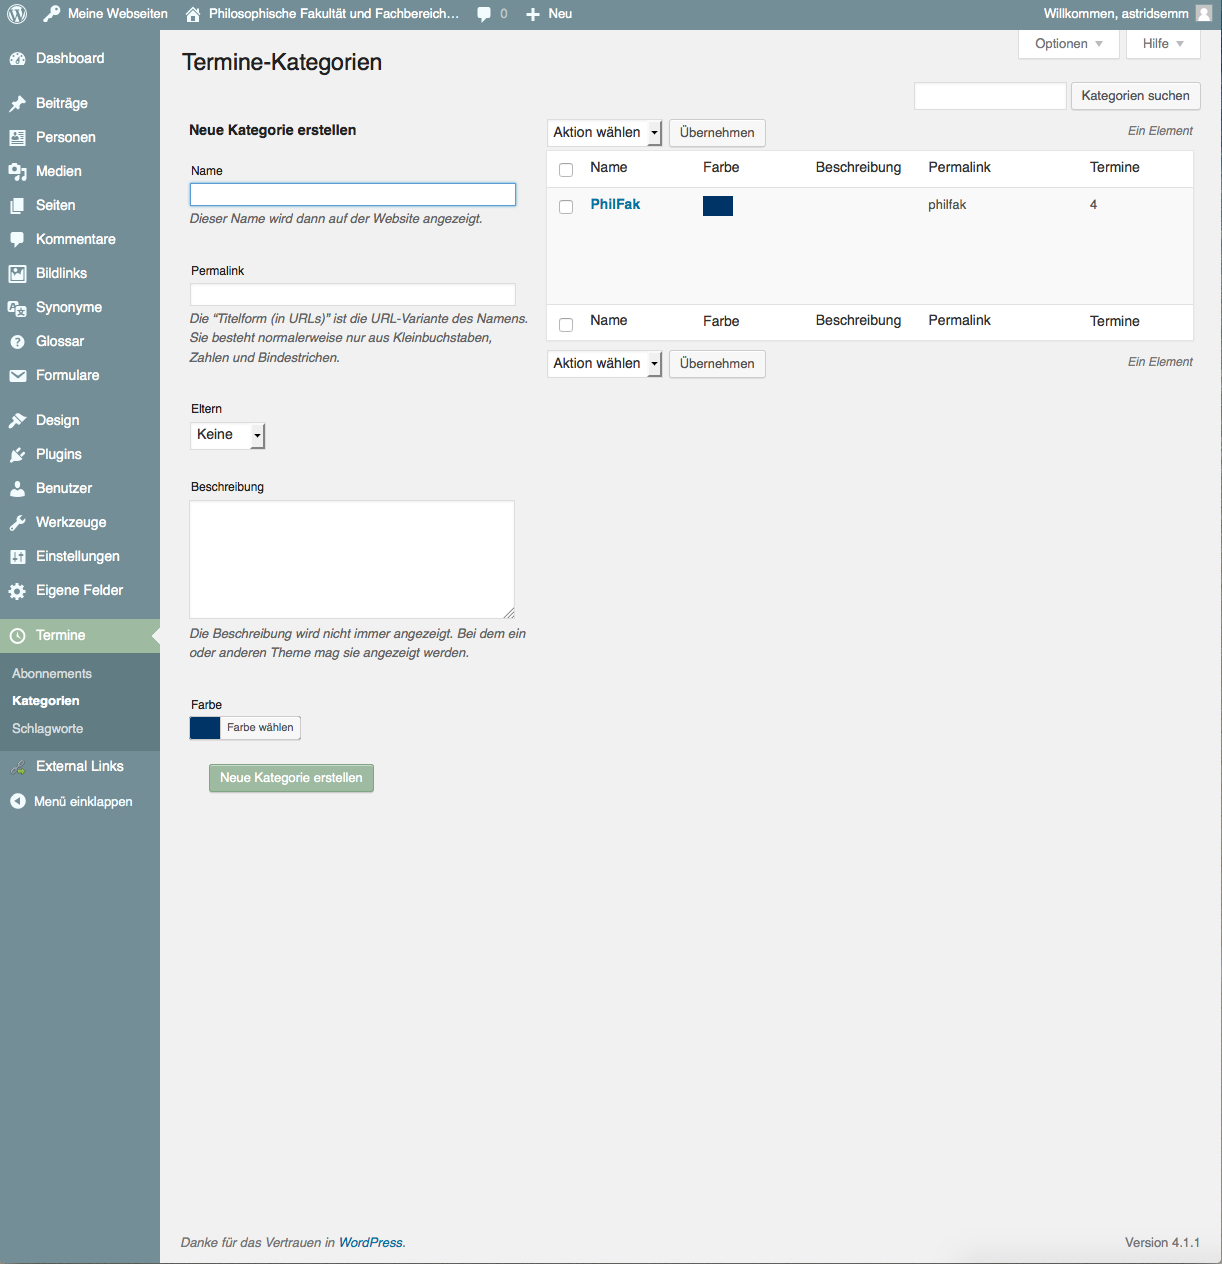 Meine Webseiten Philosophische Fakultät und Fachbereich... 0 Neu Willkommen, astridsemm
Dashboard
Beiträge
Personen
Medien
Seiten
Kommentare
Bildlinks
Synonyme
Glossar
Formulare
Design
Plugins
Benutzer
Werkzeuge
Einstellungen
Eigene Felder
Termine
Abonnements
Kategorien
Schlagworte
External Links
Menü einklappen
Optionen Hilfe
Termine-Kategorien
Kategorien suchen
Neue Kategorie erstellen
Name
Dieser Name wird dann auf der Website angezeigt.
Permalink
Die “Titelform (in URLs)” ist die URL-Variante des Namens.
Sie besteht normalerweise nur aus Kleinbuchstaben,
Zahlen und Bindestrichen.
Eltern
Keine
Beschreibung
Die Beschreibung wird nicht immer angezeigt. Bei dem ein
oder anderen Theme mag sie angezeigt werden.
Farbe
Farbe wählen
Neue Kategorie erstellen
Aktion wählen Übernehmen Ein Element
Name Farbe Beschreibung Permalink Termine
PhilFak philfak 4
Name Farbe Beschreibung Permalink Termine
Aktion wählen Übernehmen Ein Element
Danke für das Vertrauen in WordPress. Version 4.1.1